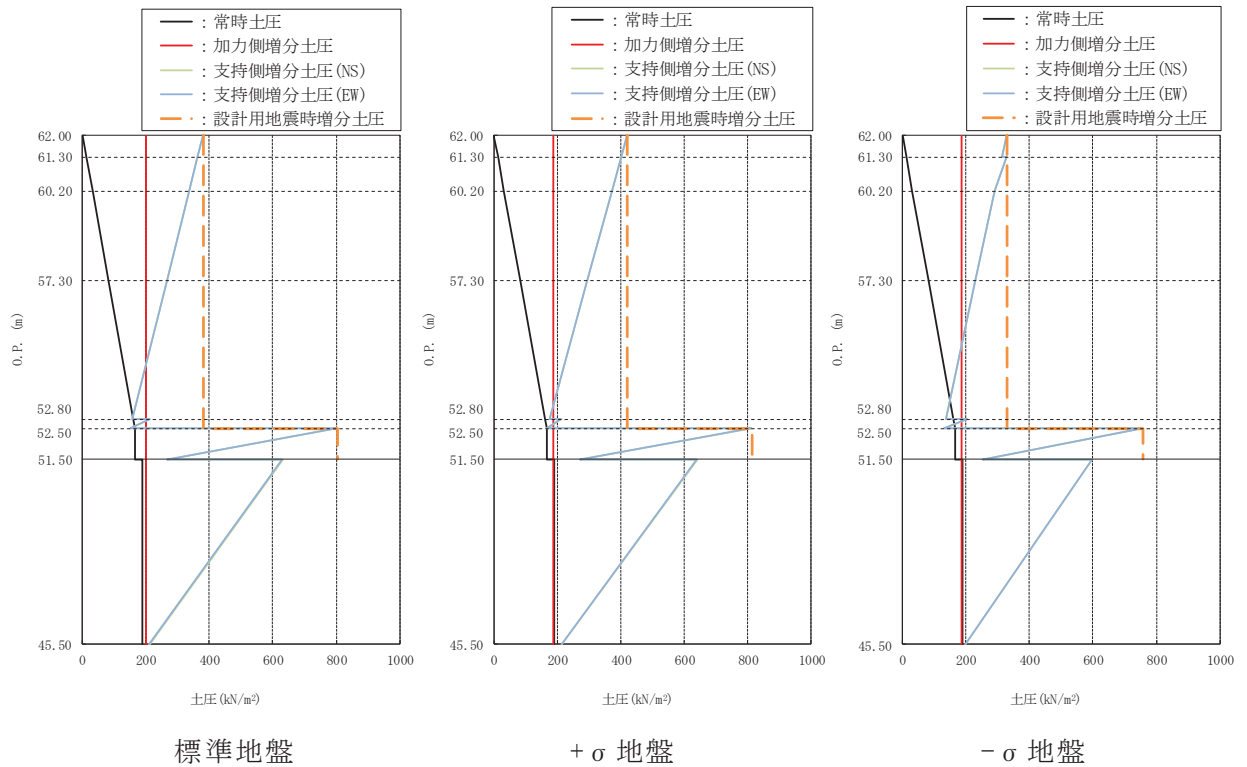 ：常時土圧
：加力側増分土圧
：支持側増分土圧(NS)
：支持側増分土圧(EW)
：設計用地震時増分土圧
62.00
61.30
60.20
57.30
52.80
52.50
51.50
45.50
O.P. (m)
0 200 400 600 800 1000
土圧(kN/m²)
標準地盤
：常時土圧
：加力側増分土圧
：支持側増分土圧(NS)
：支持側増分土圧(EW)
：設計用地震時増分土圧
62.00
61.30
60.20
57.30
52.80
52.50
51.50
45.50
O.P. (m)
0 200 400 600 800 1000
土圧(kN/m²)
+σ 地盤
：常時土圧
：加力側増分土圧
：支持側増分土圧(NS)
：支持側増分土圧(EW)
：設計用地震時増分土圧
62.00
61.30
60.20
57.30
52.80
52.50
51.50
45.50
O.P. (m)
0 200 400 600 800 1000
土圧(kN/m²)
−σ 地盤